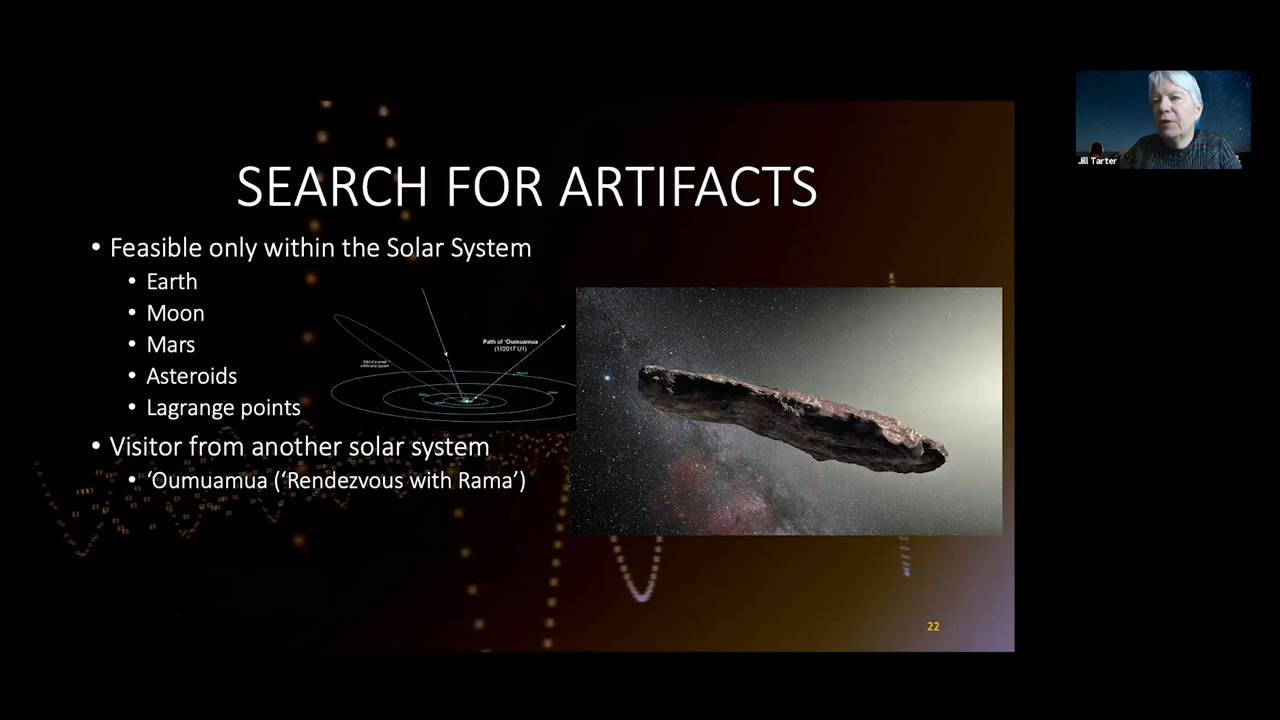 Jill Tarter
SEARCH FOR ARTIFACTS
• Feasible only within the Solar System
• Earth
• Moon
• Mars
• Asteroids
• Lagrange points
Path of 'Oumuamua
(1I/2017 U1)
• Visitor from another solar system
• ‘Oumuamua (‘Rendezvous with Rama’)
22